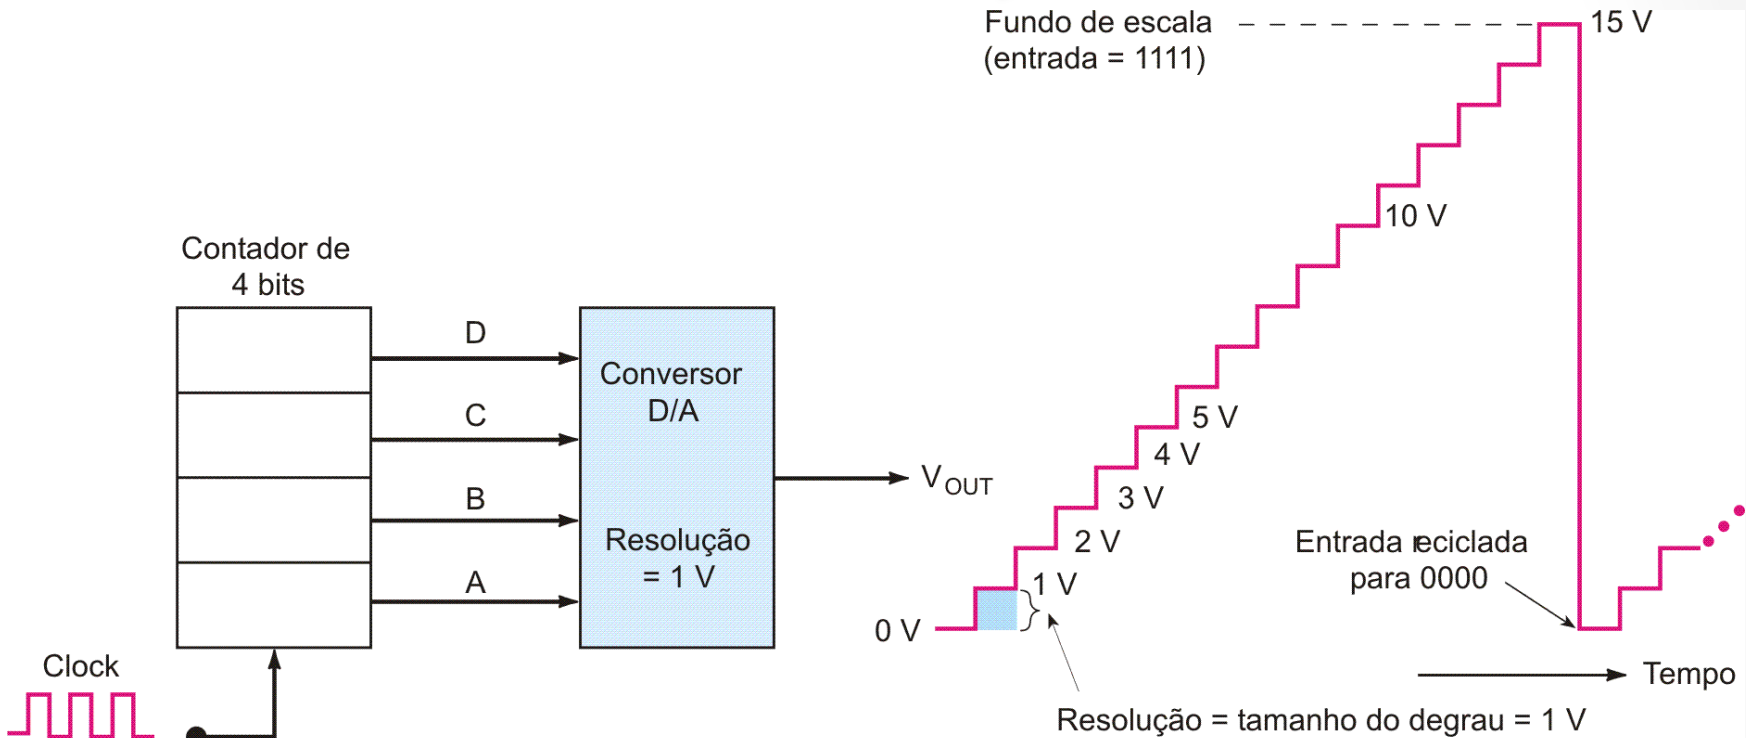 Fundo de escala
(entrada = 1111)
15 V
10 V
Contador de
4 bits
D
C
B
A
Conversor
D/A
Resolução
= 1 V
V OUT
5 V
4 V
3 V
2 V
1 V
0 V
Entrada reciclada
para 0000
Clock
Tempo
Resolução = tamanho do degrau = 1 V